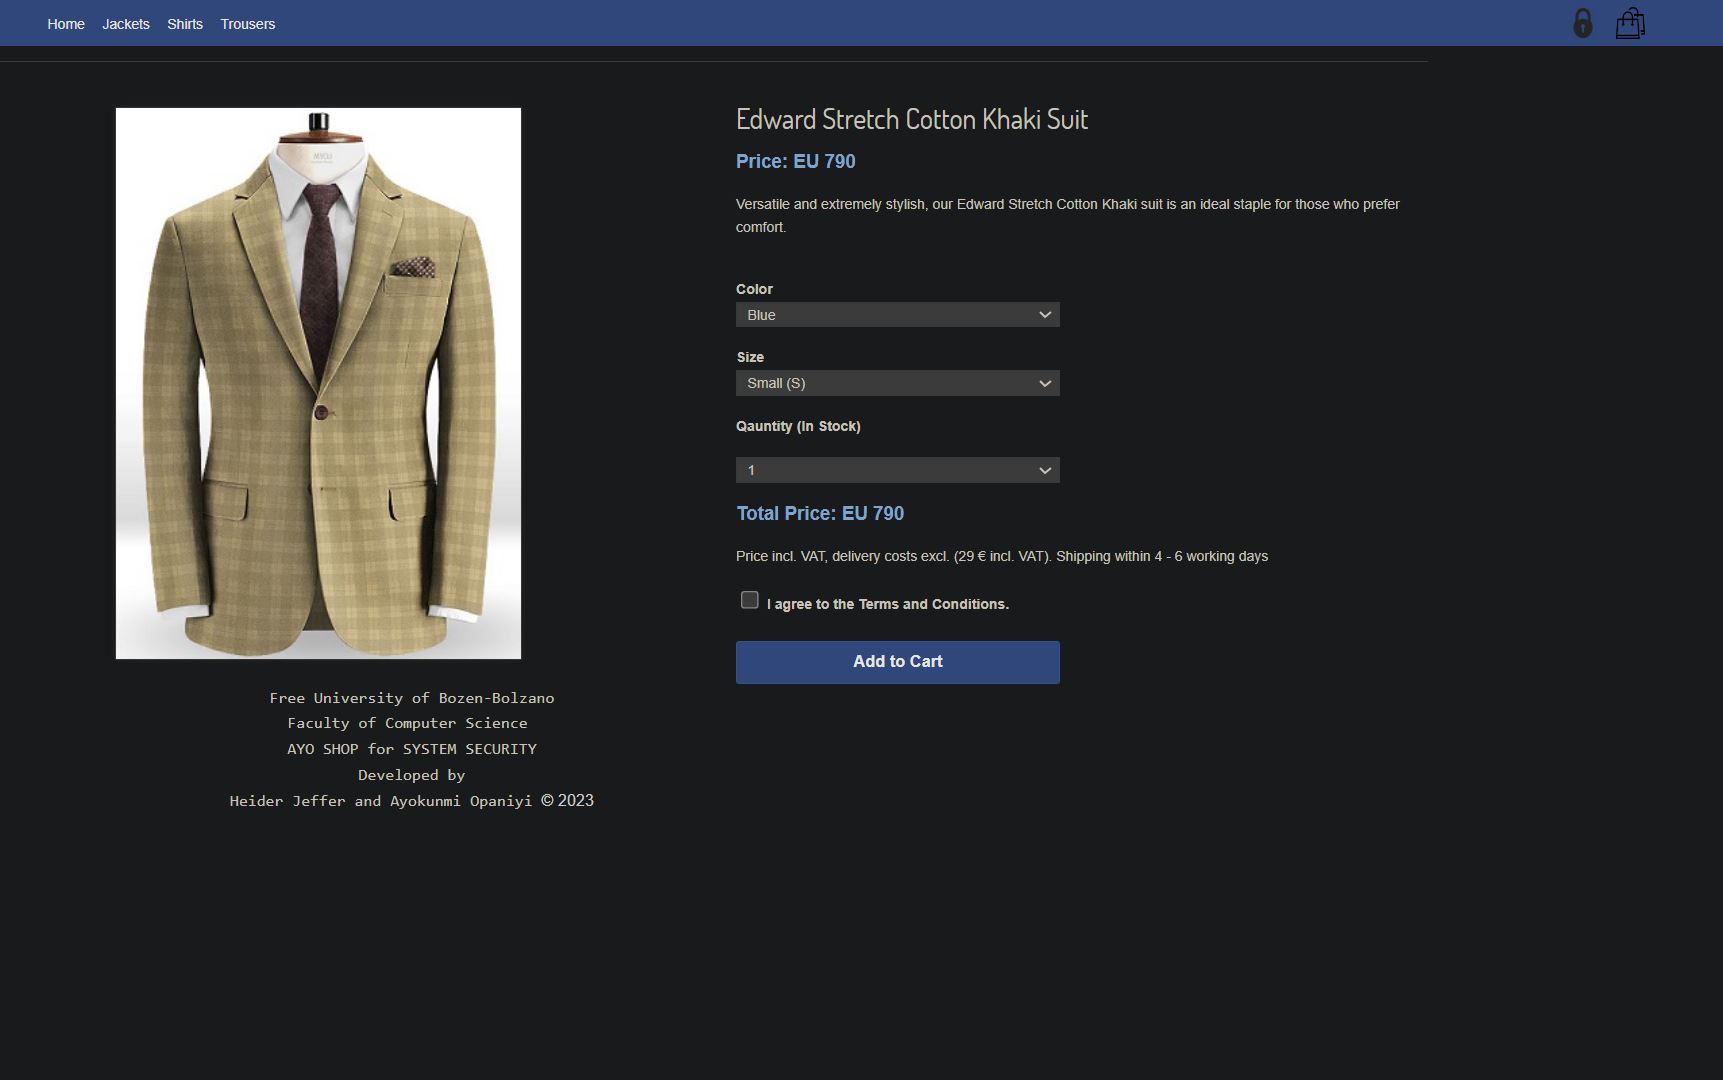 Home Jackets Shirts Trousers
Edward Stretch Cotton Khaki Suit
Price: EU 790
Versatile and extremely stylish, our Edward Stretch Cotton Khaki suit is an ideal staple for those who prefer
comfort.
Color
Blue
Size
Small (S)
Qauntity (In Stock)
1
Total Price: EU 790
Price incl. VAT, delivery costs excl. (29 € incl. VAT). Shipping within 4 - 6 working days
I agree to the Terms and Conditions.
Add to Cart
Free University of Bozen-Bolzano
Faculty of Computer Science
AYO SHOP for SYSTEM SECURITY
Developed by
Heider Jeffer and Ayokunmi Opaniyi © 2023